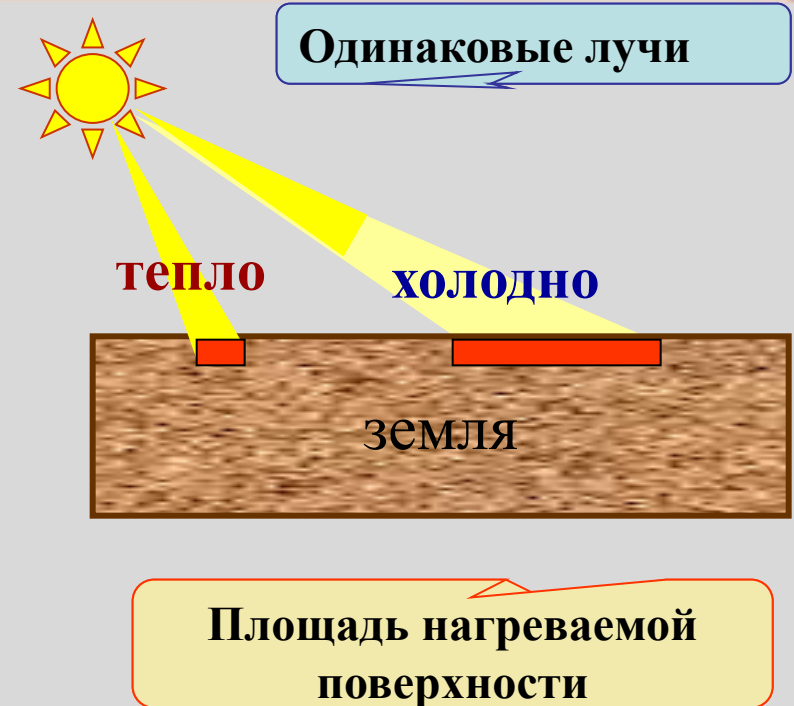 Одинаковые лучи
тепло
холодно
земля
Площадь нагреваемой
поверхности